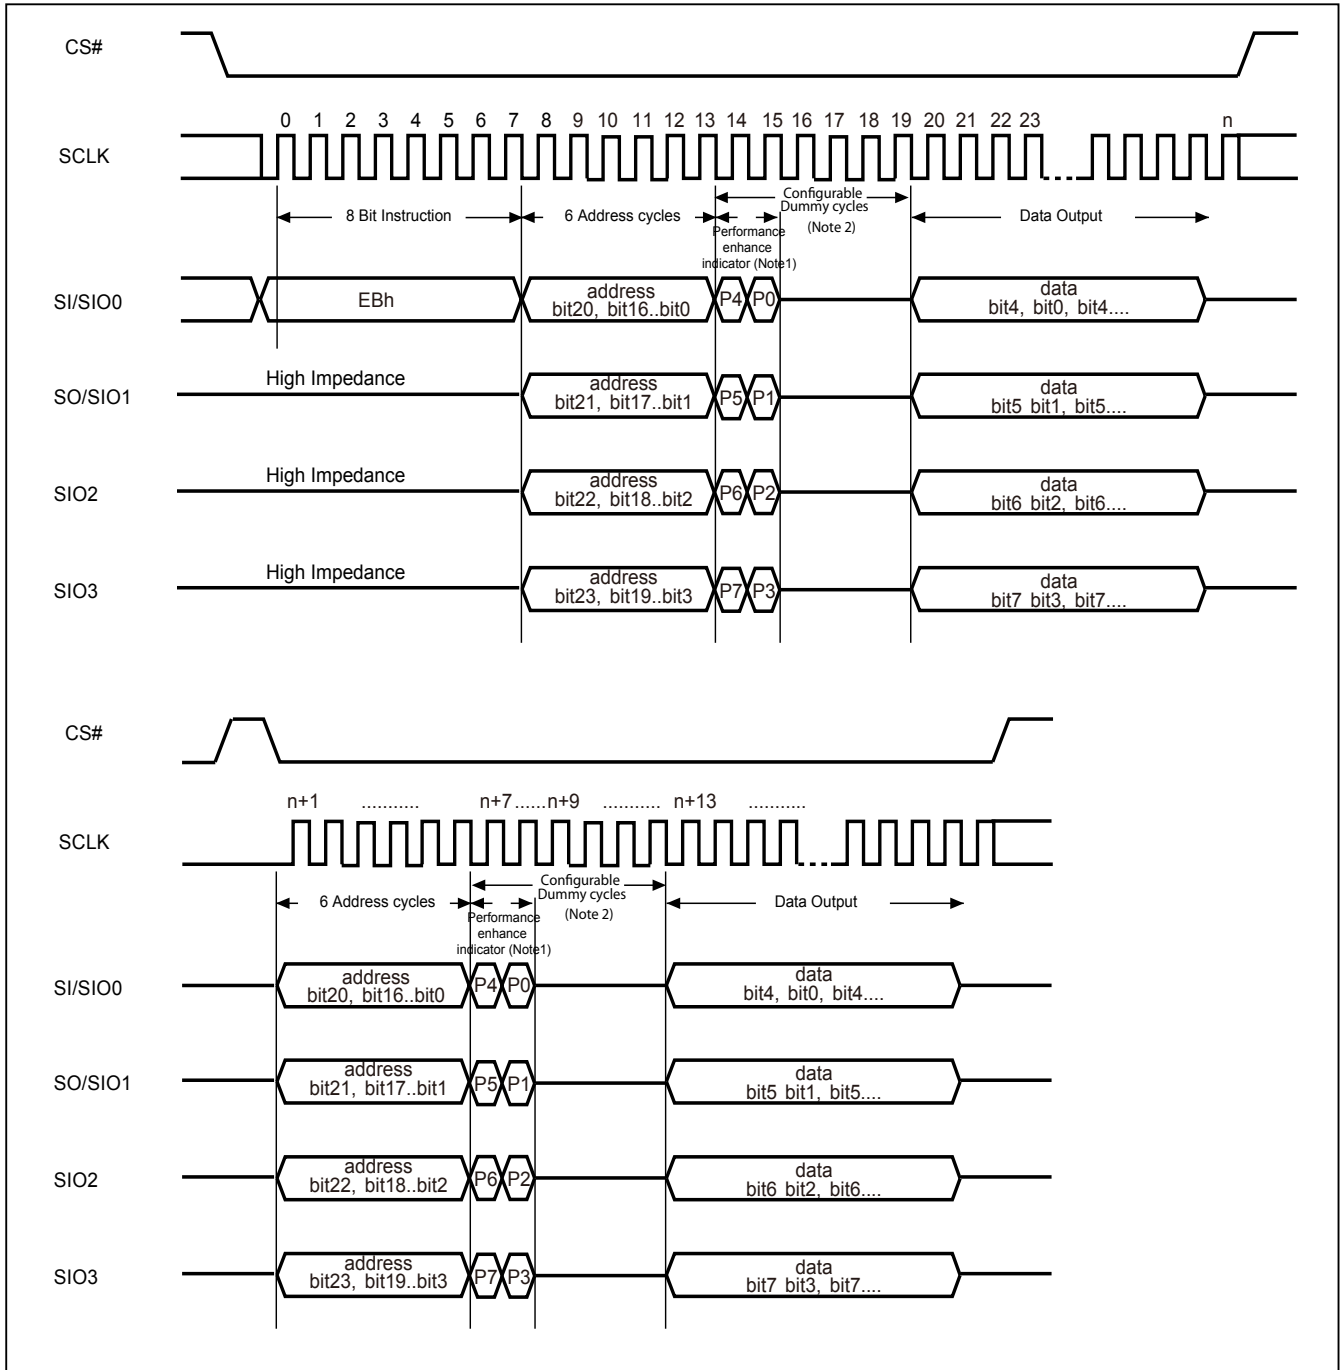 CS#
0 1 2 3 4 5 6 7 8 9 10 11 12 13 14 15 16 17 18 19 20 21 22 23 n
SCLK
8 Bit Instruction
6 Address cycles
Configurable
Dummy cycles
(Note 2)
Data Output
Performance
enhance
indicator (Note1)
SI/SIO0
EBh
address
bit20, bit16..bit0
P4
P0
data
bit4, bit0, bit4....
High Impedance
SO/SIO1
address
bit21, bit17..bit1
P5
P1
data
bit5 bit1, bit5....
High Impedance
SIO2
address
bit22, bit18..bit2
P6
P2
data
bit6 bit2, bit6....
High Impedance
SIO3
address
bit23, bit19..bit3
P7
P3
data
bit7 bit3, bit7....
CS#
n+1 ........... n+7......n+9 ........... n+13 ...........
SCLK
6 Address cycles
Configurable
Dummy cycles
(Note 2)
Data Output
Performance
enhance
indicator (Note1)
SI/SIO0
address
bit20, bit16..bit0
P4
P0
data
bit4, bit0, bit4....
SO/SIO1
address
bit21, bit17..bit1
P5
P1
data
bit5 bit1, bit5....
SIO2
address
bit22, bit18..bit2
P6
P2
data
bit6 bit2, bit6....
SIO3
address
bit23, bit19..bit3
P7
P3
data
bit7 bit3, bit7....